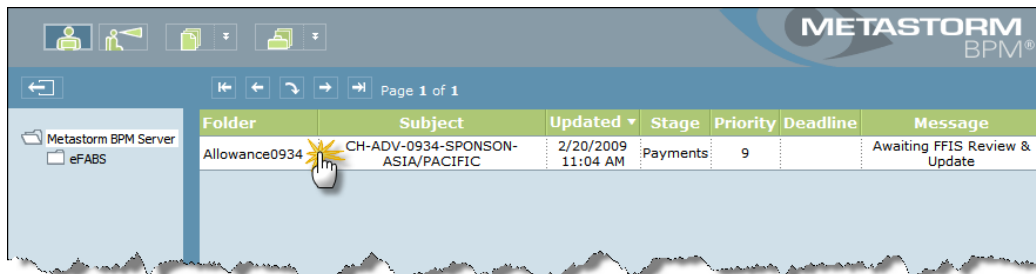 METASTORM
BPM®
Page 1 of 1
Metastorm BPM Server
eFABS
Folder Subject Updated Stage Priority Deadline Message
Allowance0934 CH-ADV-0934-SPONSON- 2/20/2009 Payments 9 Awaiting FFIS Review &
ASIA/PACIFIC 11:04 AM Update